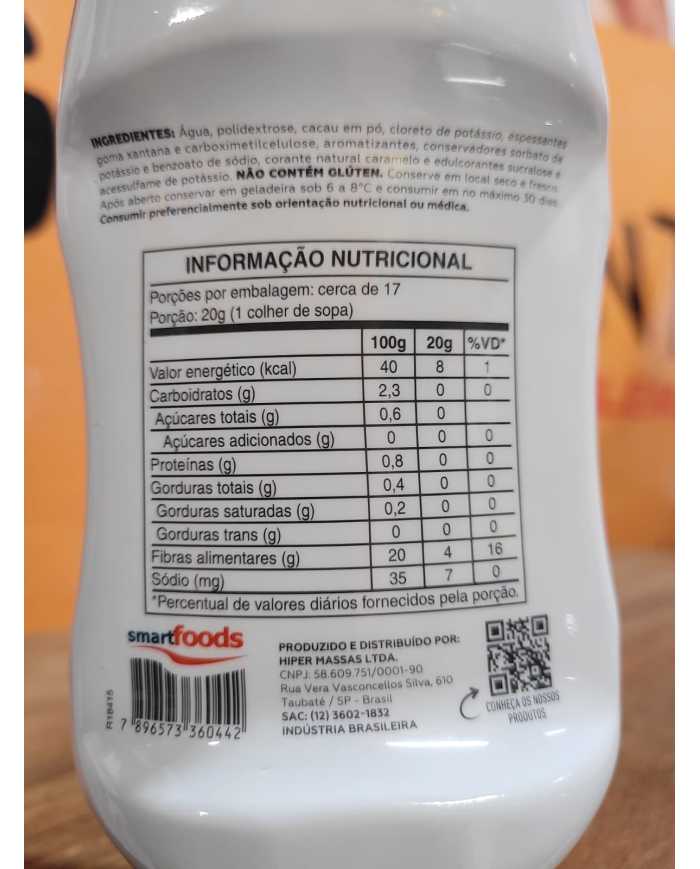 INGREDIENTES: Água, polidextrose, cacau em pó, cloreto de potássio, espessantes
goma xantana e carboximetilcelulose, aromatizantes, conservadores sorbato de
potássio e benzoato de sódio, corante natural caramelo e edulcorantes sucralose e
acessulfame de potássio. NÃO CONTÉM GLÚTEN. Conserve em local seco e fresco.
Após aberto conservar em geladeira sob 6 a 8°C e consumir em no máximo 30 dias.
Consumir preferencialmente sob orientação nutricional ou médica.
INFORMAÇÃO NUTRICIONAL
Porções por embalagem: cerca de 17
Porção: 20g (1 colher de sopa)
100g 20g %VD*
Valor energético (kcal) 40 8 1
Carboidratos (g) 2,3 0 0
Açúcares totais (g) 0,6 0
Açúcares adicionados (g) 0 0 0
Proteínas (g) 0,8 0 0
Gorduras totais (g) 0,4 0 0
Gorduras saturadas (g) 0,2 0 0
Gorduras trans (g) 0 0 0
Fibras alimentares (g) 20 4 16
Sódio (mg) 35 7 0
*Percentual de valores diários fornecidos pela porção.
smartfoods
R18415
7 896573 360442
PRODUZIDO E DISTRIBUÍDO POR:
HIPER MASSAS LTDA.
CNPJ: 58.609.751/0001-90
Rua Vera Vasconcellos Silva, 610
Taubaté / SP - Brasil
SAC: (12) 3602-1832
INDÚSTRIA BRASILEIRA
CONHEÇA OS NOSSOS
PRODUTOS